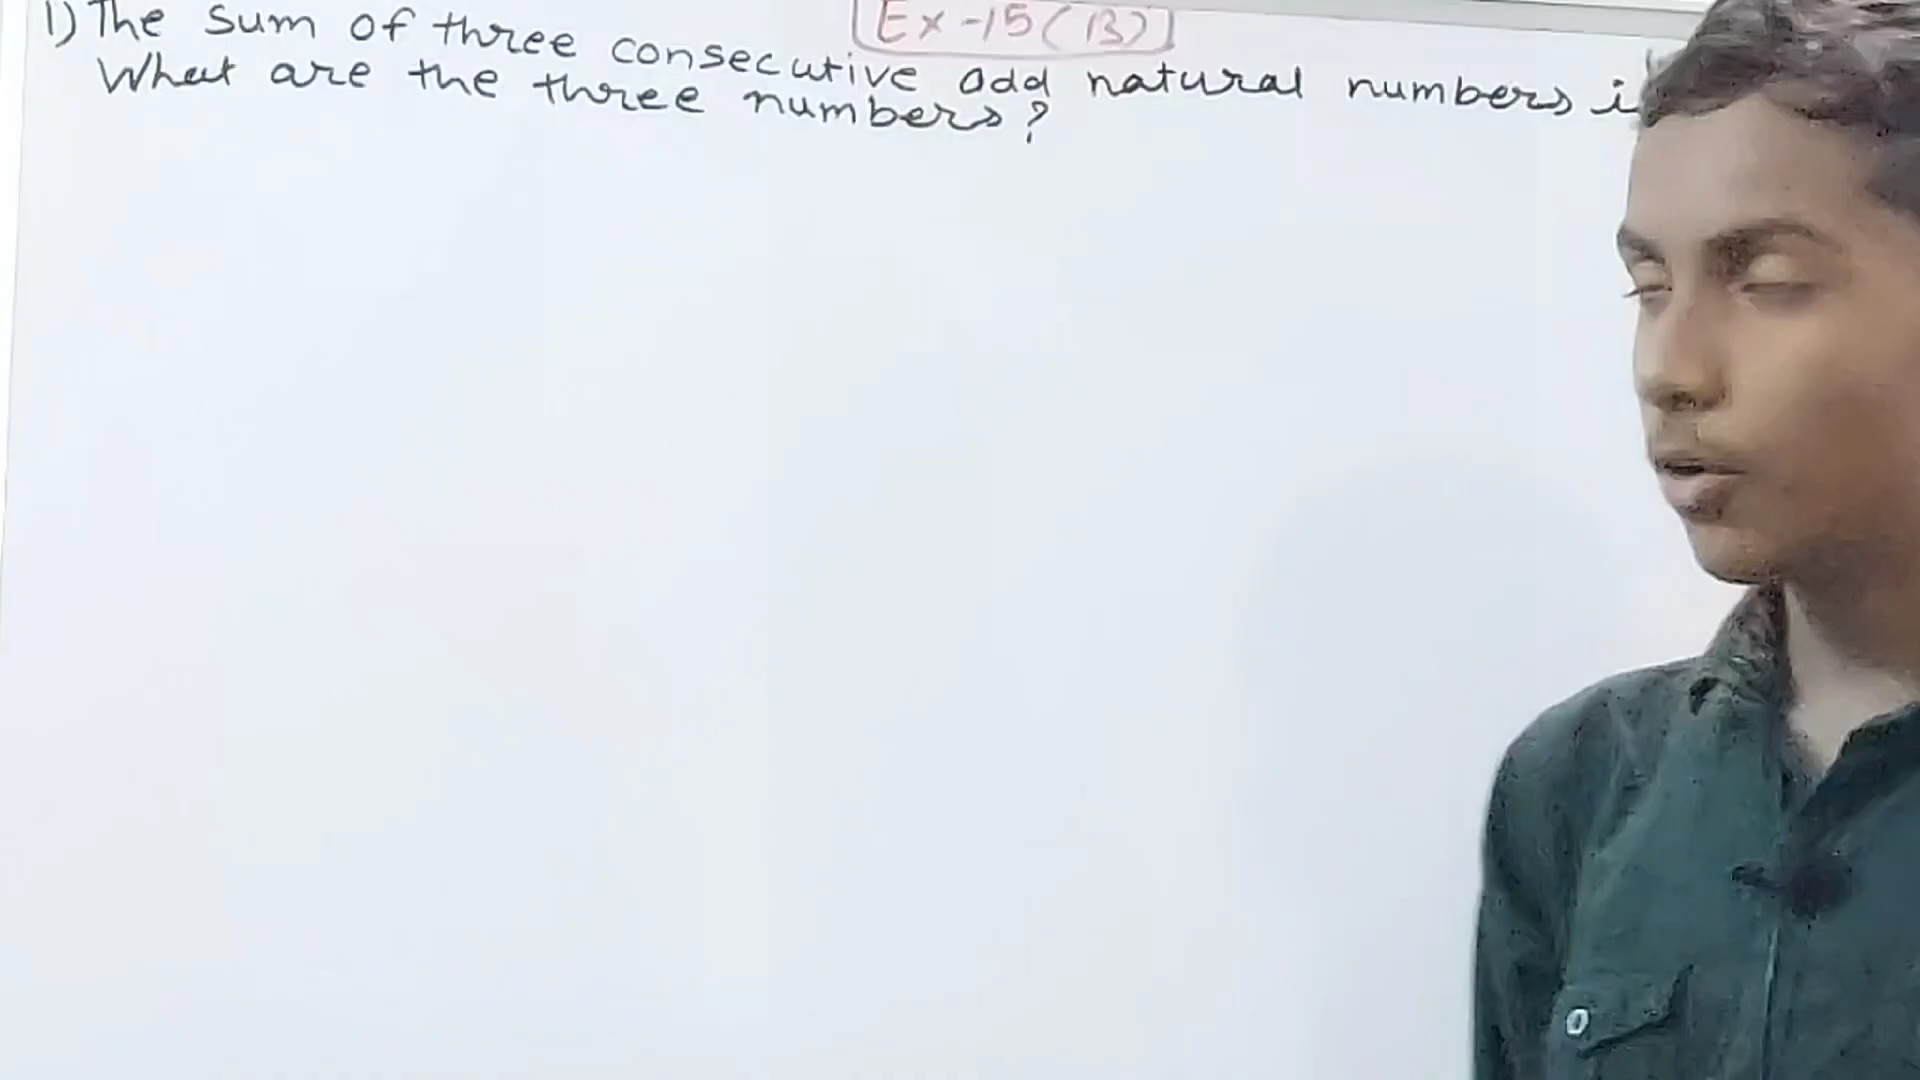 Ex-15(B)
1) The sum of three consecutive odd natural numbers
What are the three numbers?